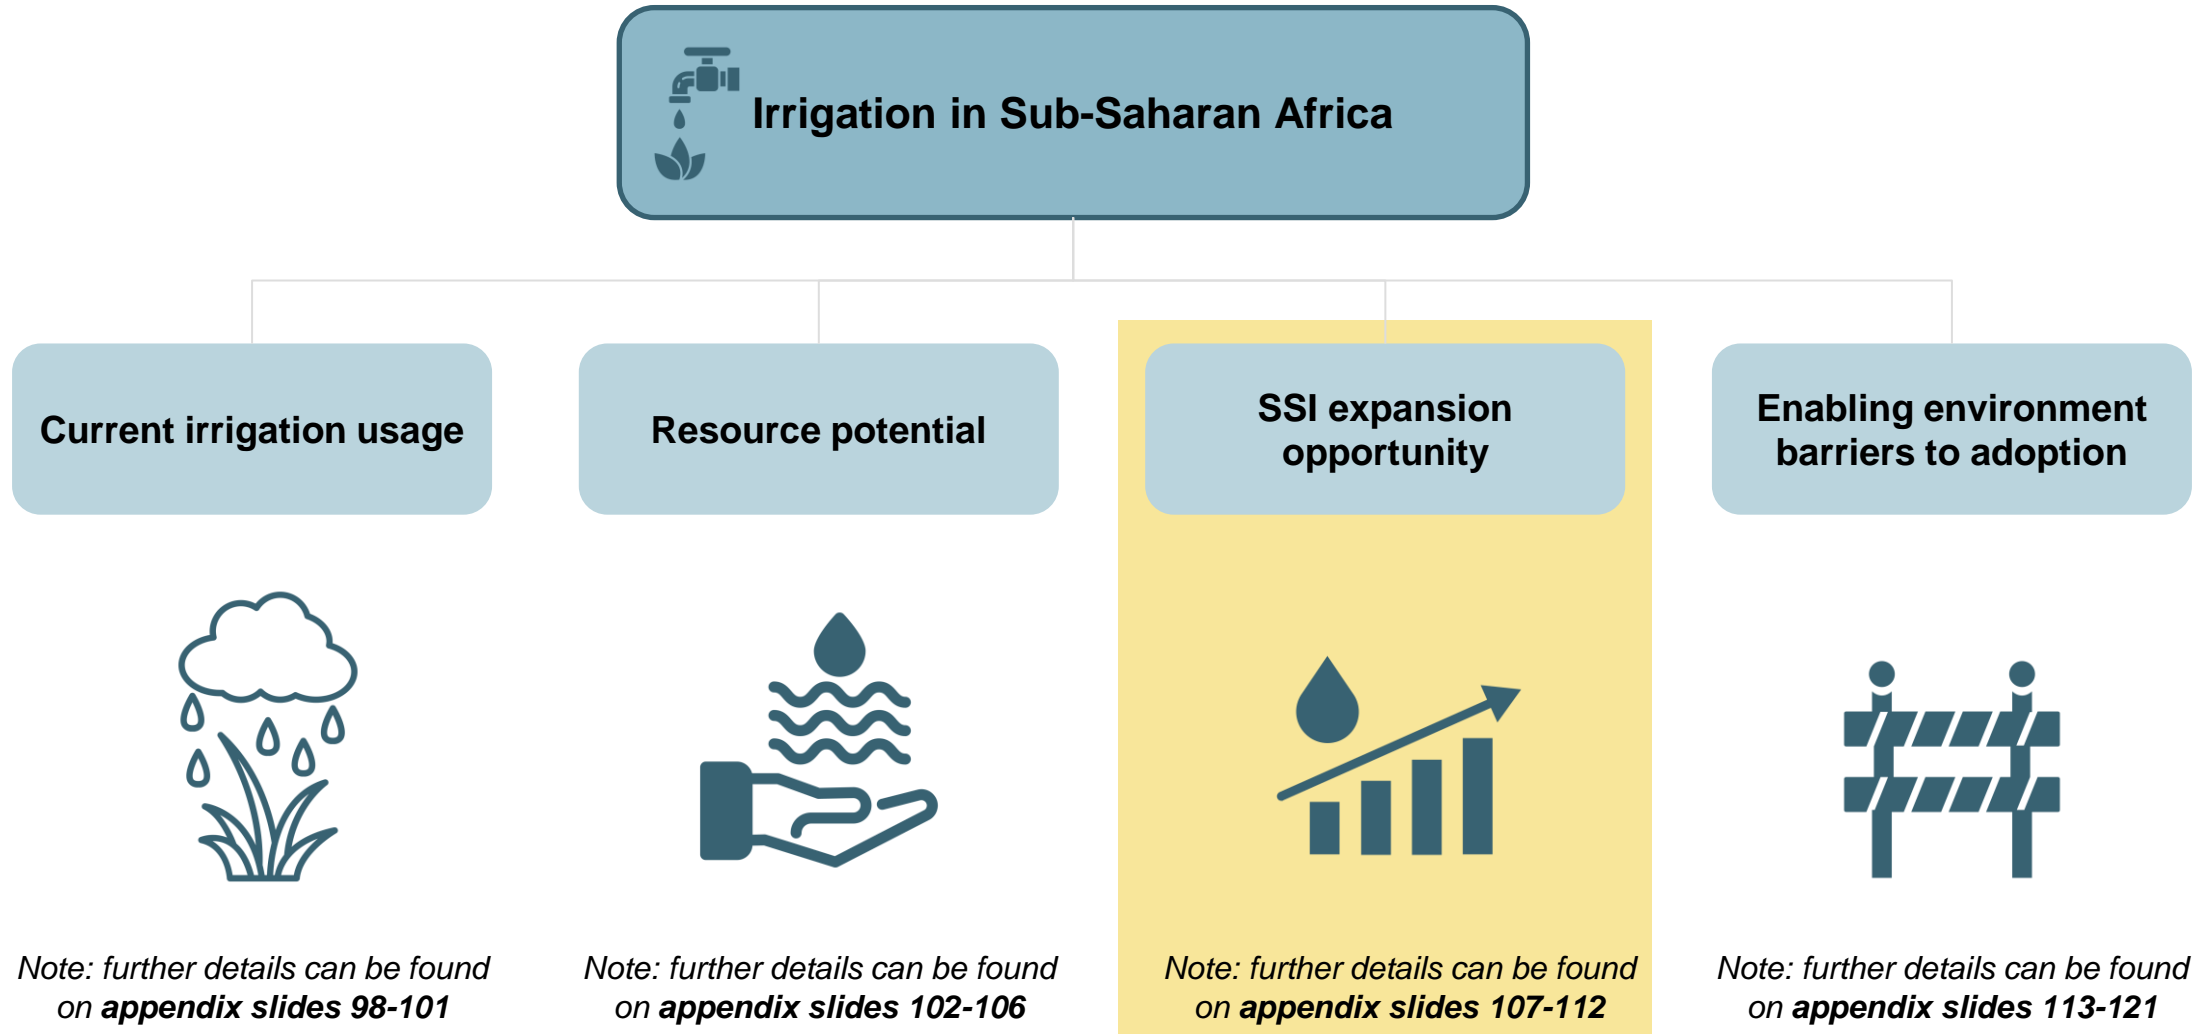 Irrigation in Sub-Saharan Africa
Current irrigation usage
Resource potential
SSI expansion
opportunity
Enabling environment
barriers to adoption
Note: further details can be found
on appendix slides 98-101
Note: further details can be found
on appendix slides 102-106
Note: further details can be found
on appendix slides 107-112
Note: further details can be found
on appendix slides 113-121